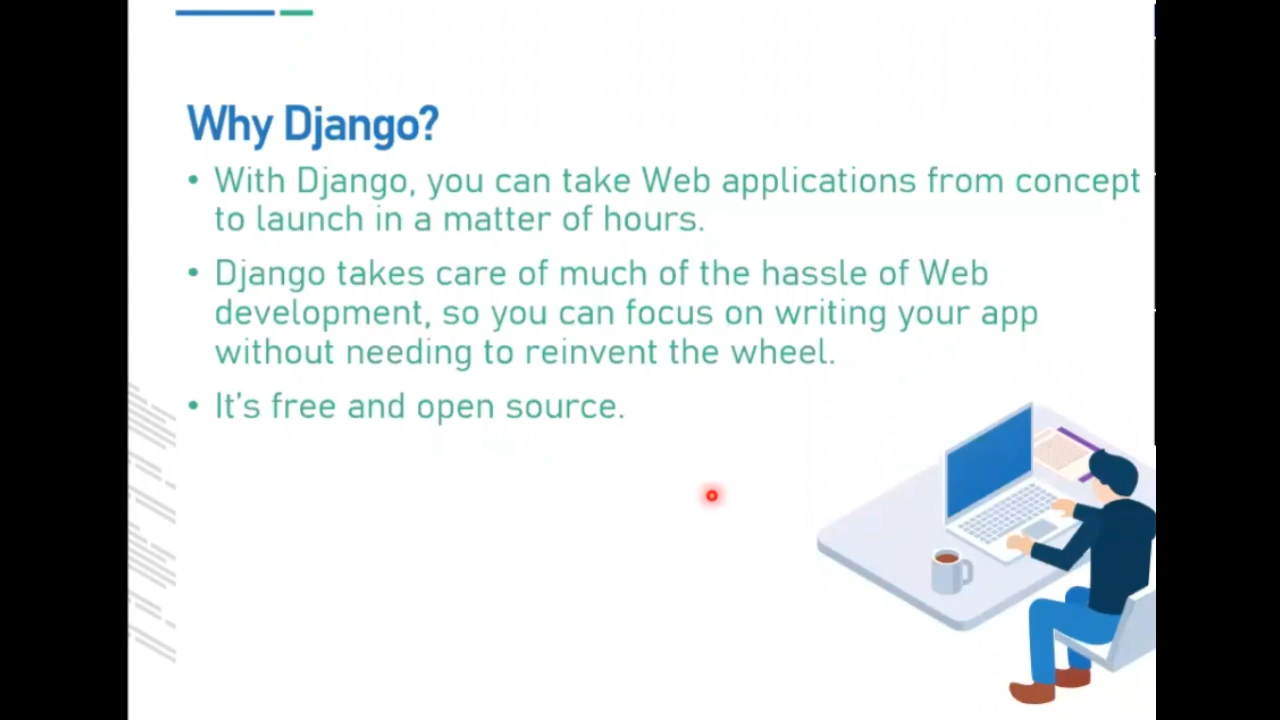 Why Django?
• With Django, you can take Web applications from concept
to launch in a matter of hours.
• Django takes care of much of the hassle of Web
development, so you can focus on writing your app
without needing to reinvent the wheel.
• It's free and open source.